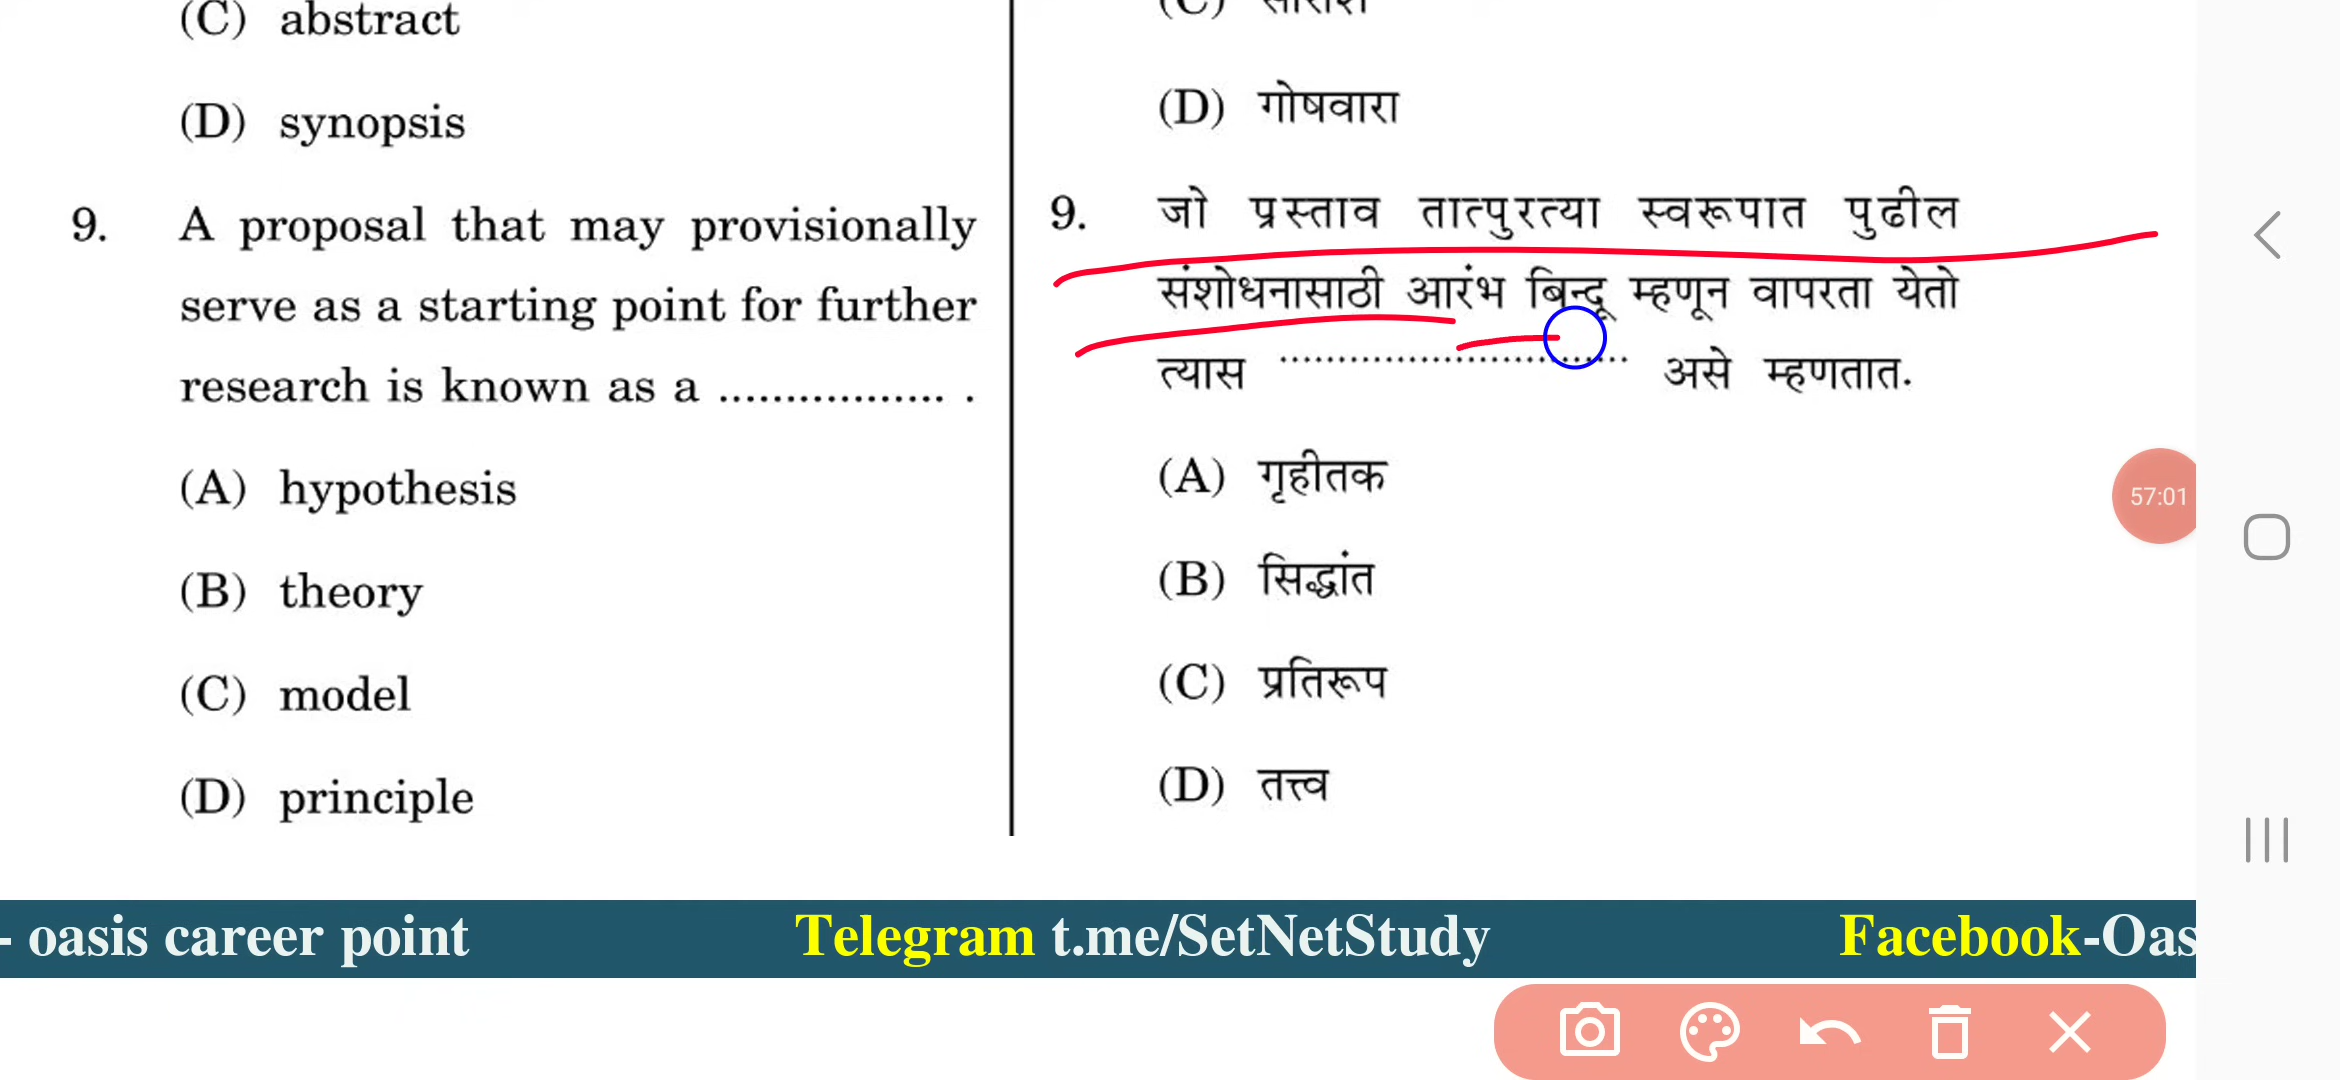 (C) abstract
(D) synopsis
9. A proposal that may provisionally
serve as a starting point for further
research is known as a ................. .
(A) hypothesis
(B) theory
(C) model
(D) principle
(C) सारांश
(D) गोषवारा
9. जो प्रस्ताव तात्पुरत्या स्वरूपात पुढील
संशोधनासाठी आरंभ बिन्दू म्हणून वापरता येतो
त्यास .............................. असे म्हणतात.
(A) गृहीतक
(B) सिद्धांत
(C) प्रतिरूप
(D) तत्त्व
57:01
- oasis career point Telegram t.me/SetNetStudy Facebook-Oas